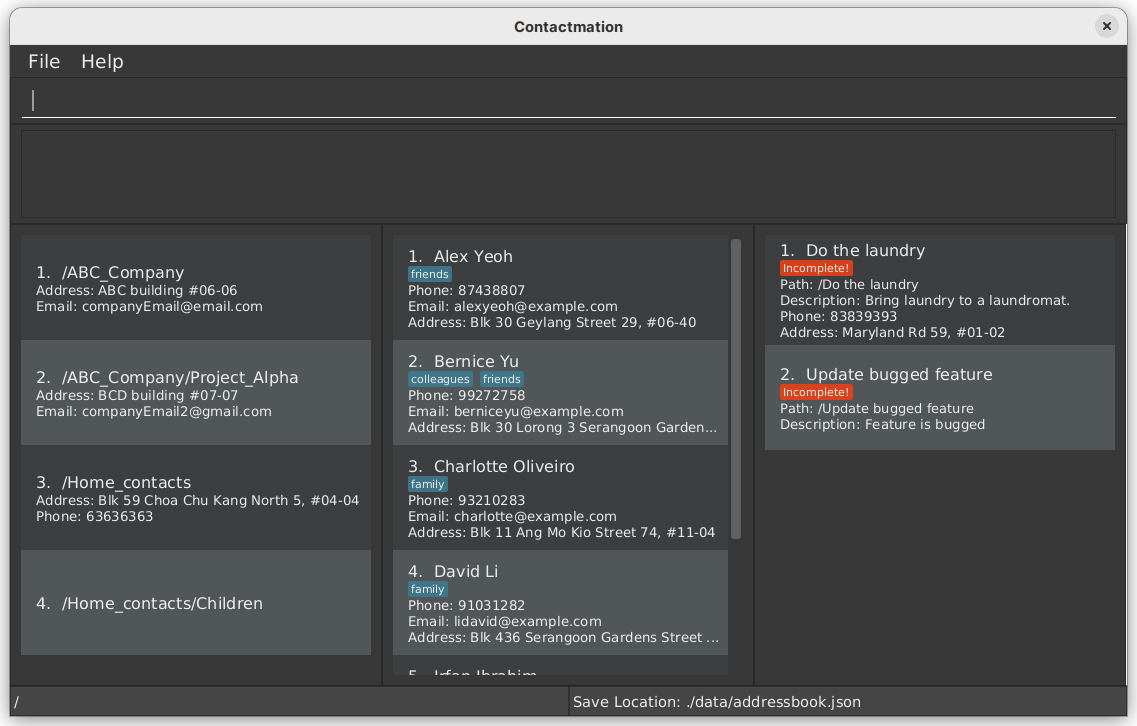 Contactmation
File Help
1. /ABC_Company
Address: ABC building #06-06
Email: companyEmail@email.com
2. /ABC_Company/Project_Alpha
Address: BCD building #07-07
Email: companyEmail2@gmail.com
3. /Home_contacts
Address: Blk 59 Choa Chu Kang North 5, #04-04
Phone: 63636363
4. /Home_contacts/Children
1. Alex Yeoh
friends
Phone: 87438807
Email: alexyeoh@example.com
Address: Blk 30 Geylang Street 29, #06-40
2. Bernice Yu
colleagues friends
Phone: 99272758
Email: berniceyu@example.com
Address: Blk 30 Lorong 3 Serangoon Garden...
3. Charlotte Oliveiro
family
Phone: 93210283
Email: charlotte@example.com
Address: Blk 11 Ang Mo Kio Street 74, #11-04
4. David Li
family
Phone: 91031282
Email: lidavid@example.com
Address: Blk 436 Serangoon Gardens Street ...
5. Irfan Ibrahim
1. Do the laundry
Incomplete!
Path: /Do the laundry
Description: Bring laundry to a laundromat.
Phone: 83839393
Address: Maryland Rd 59, #01-02
2. Update bugged feature
Incomplete!
Path: /Update bugged feature
Description: Feature is bugged
/
Save Location: ./data/addressbook.json